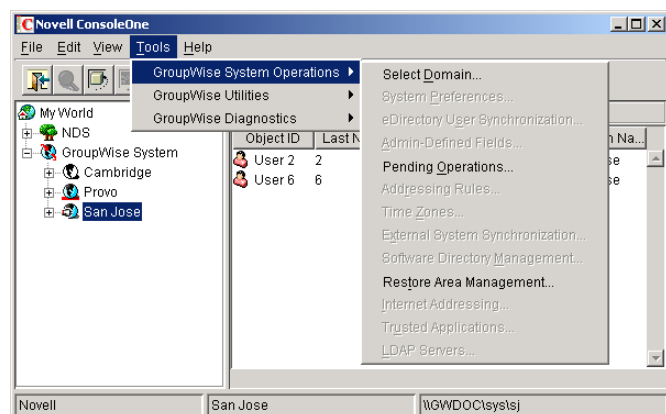 Novell ConsoleOne
File Edit View Tools Help
GroupWise System Operations
GroupWise Utilities
GroupWise Diagnostics
Select Domain...
System Preferences...
eDirectory User Synchronization...
Admin-Defined Fields...
Pending Operations...
Addressing Rules...
Time Zones...
External System Synchronization...
Software Directory Management...
Restore Area Management...
Internet Addressing...
Trusted Applications...
LDAP Servers...
My World
NDS
GroupWise System
Cambridge
Provo
San Jose
Object ID Last N
n Na...
User 2 2 se
User 6 6 se
Novell San Jose \\GWDOC\sys\sj